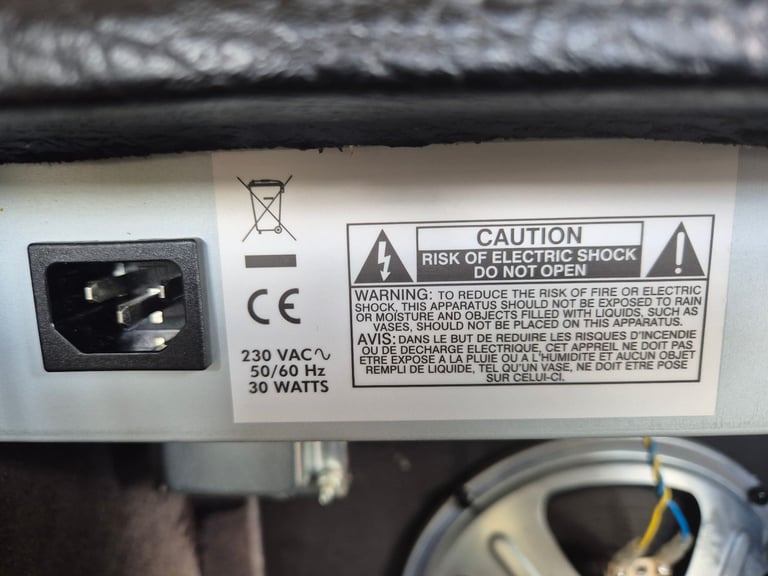 CE
230 VAC∿
50/60 Hz
30 WATTS
CAUTION
RISK OF ELECTRIC SHOCK
DO NOT OPEN
WARNING: TO REDUCE THE RISK OF FIRE OR ELECTRIC
SHOCK, THIS APPARATUS SHOULD NOT BE EXPOSED TO RAIN
OR MOISTURE AND OBJECTS FILLED WITH LIQUIDS, SUCH AS
VASES, SHOULD NOT BE PLACED ON THIS APPARATUS.
AVIS: DANS LE BUT DE REDUIRE LES RISQUES D'INCENDIE
OU DE DECHARGE ELECTRIQUE, CET APPREIL NE DOIT PAS
ETRE EXPOSE A LA PLUIE OU A L'HUMIDITE ET AUCUN OBJET
REMPLI DE LIQUIDE, TEL QU'UN VASE, NE DOIT ETRE POSE
SUR CELUI-CI.